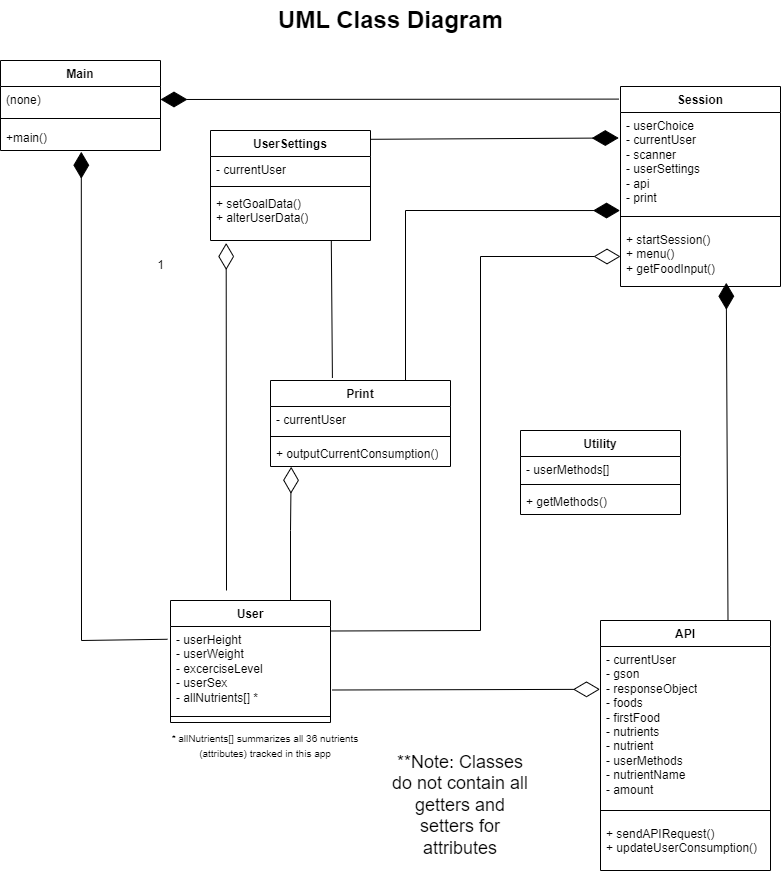 UML Class Diagram
Main
(none)
+main()
Session
- userChoice
- currentUser
- scanner
- userSettings
- api
- print
+ startSession()
+ menu()
+ getFoodInput()
UserSettings
- currentUser
+ setGoalData()
+ alterUserData()
1
Print
- currentUser
+ outputCurrentConsumption()
Utility
- userMethods[]
+ getMethods()
User
- userHeight
- userWeight
- excerciseLevel
- userSex
- allNutrients[] *
* allNutrients[] summarizes all 36 nutrients
(attributes) tracked in this app
API
- currentUser
- gson
- responseObject
- foods
- firstFood
- nutrients
- nutrient
- userMethods
- nutrientName
- amount
+ sendAPIRequest()
+ updateUserConsumption()
**Note: Classes
do not contain all
getters and
setters for
attributes